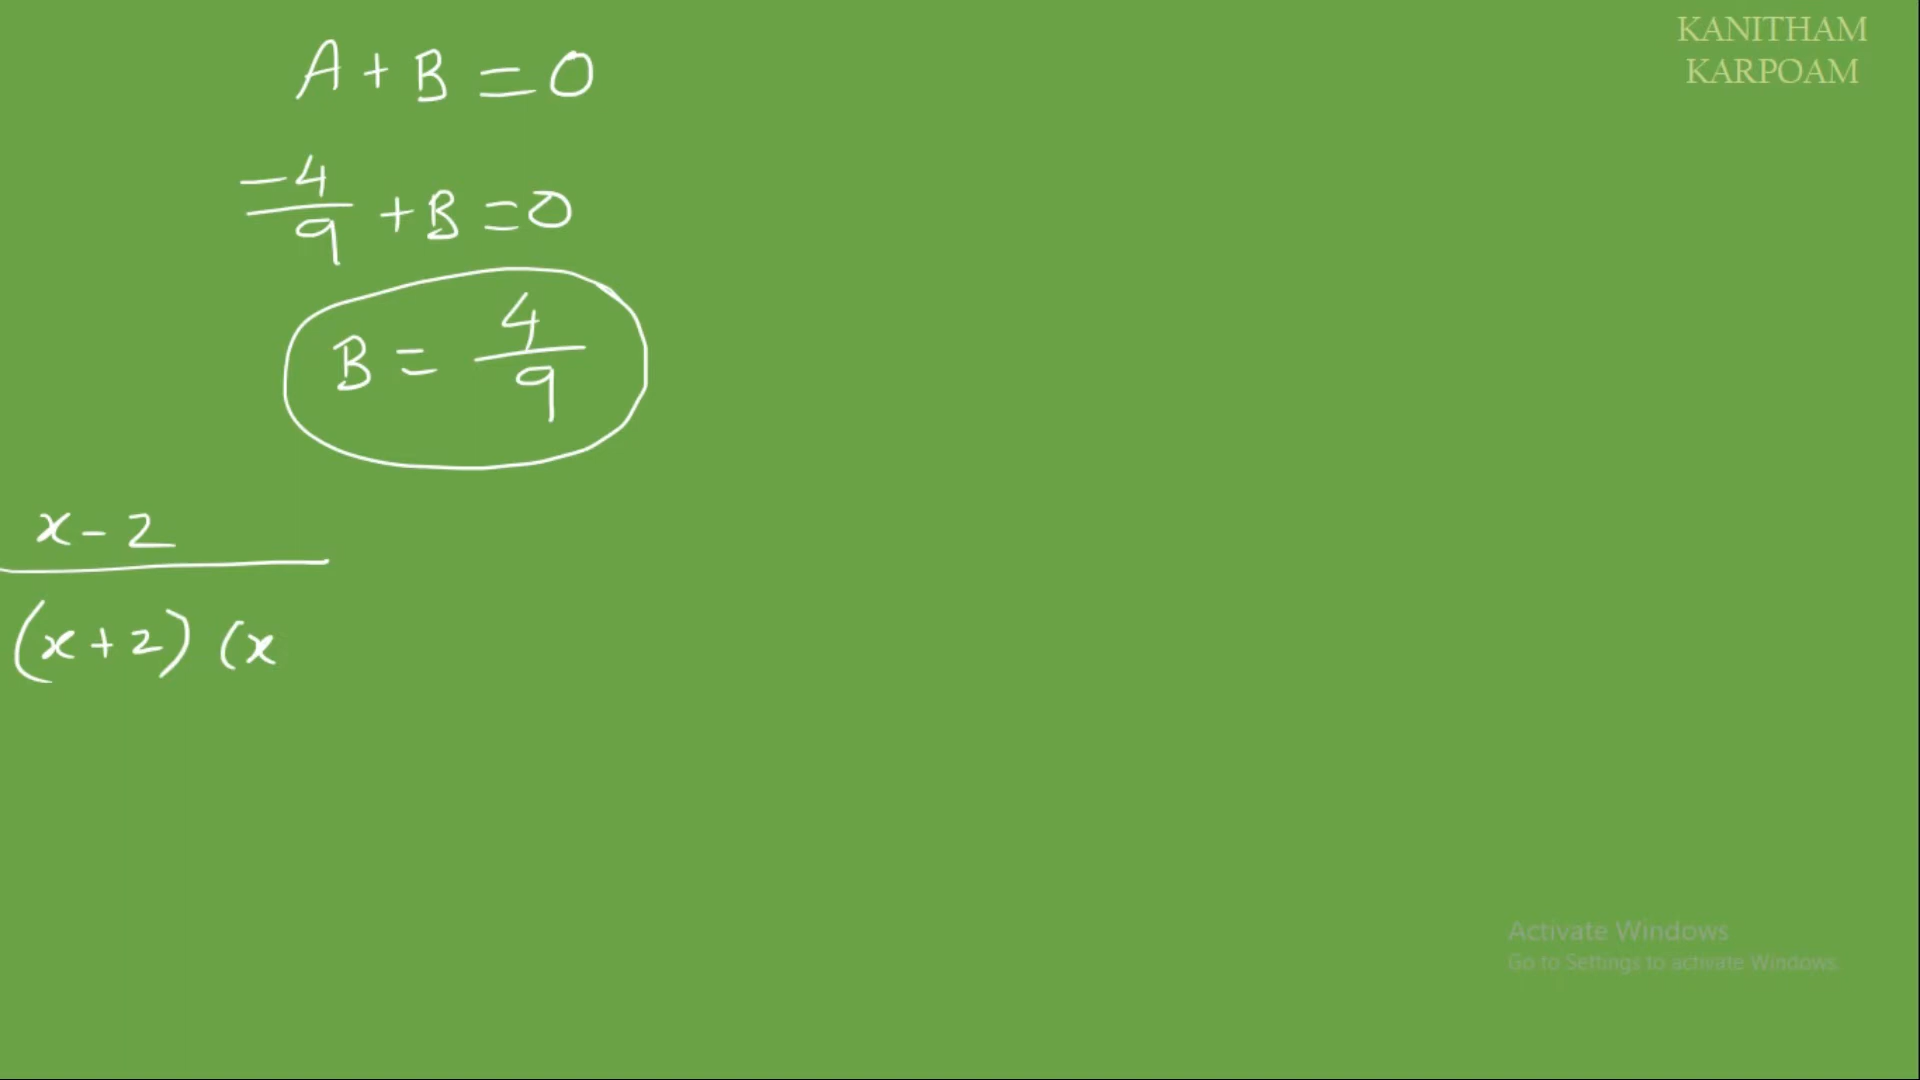 A + B = 0
-4/9 + B = 0
B = 4/9
x - 2
(x + 2) (x
KANITHAM
KARPOAM
Activate Windows
Go to Settings to activate Windows.